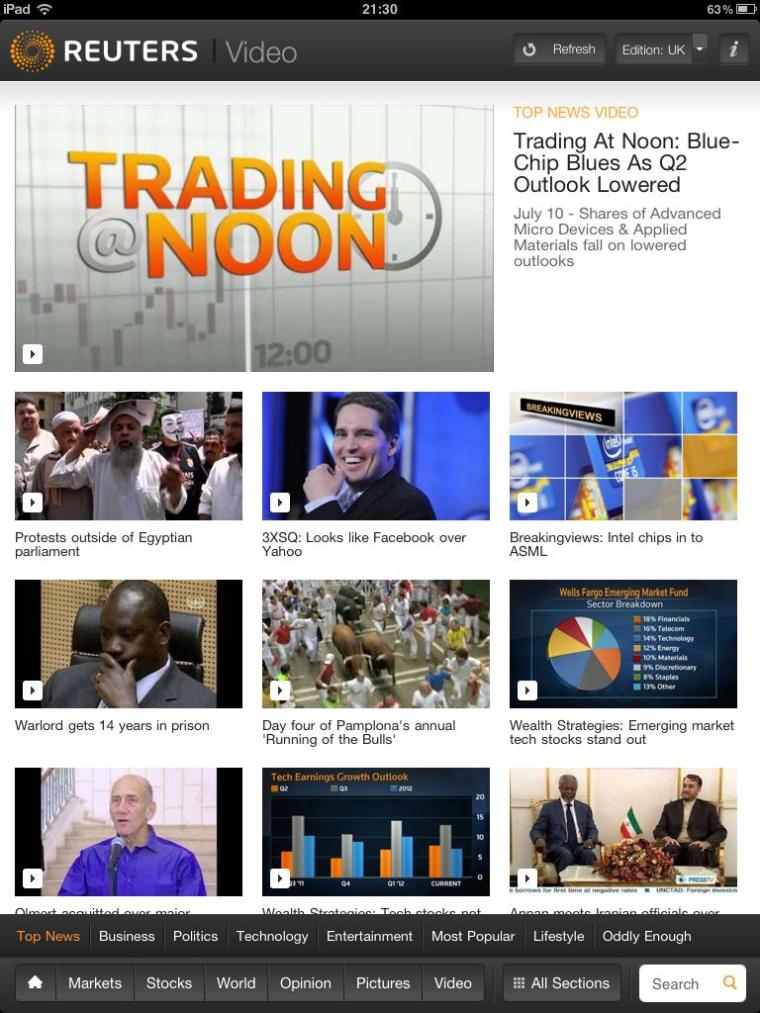 iPad 21:30 63%
REUTERS Video Refresh Edition: UK i
TRADING
@NOON
12:00
TOP NEWS VIDEO
Trading At Noon: Blue-
Chip Blues As Q2
Outlook Lowered
July 10 - Shares of Advanced
Micro Devices & Applied
Materials fall on lowered
outlooks
BREAKINGVIEWS
intel
CORE i5
Protests outside of Egyptian
parliament
3XSQ: Looks like Facebook over
Yahoo
Breakingviews: Intel chips in to
ASML
Wells Fargo Emerging Market Fund
Sector Breakdown
18% Financials
16% Telecom
14% Technology
12% Energy
10% Materials
9% Discretionary
8% Staples
13% Other
Warlord gets 14 years in prison
Day four of Pamplona's annual
'Running of the Bulls'
Wealth Strategies: Emerging market
tech stocks stand out
Tech Earnings Growth Outlook
Q2 Q3 2012
20
15
10
5
0
Q3 '11 Q4 Q1 '12 CURRENT
PRESSTV
borrows for first time at negative rates UNCTAD: Foreign
Olmert acquitted over major
Wealth Strategies: Tech stocks not
Annan meets Iranian officials over
Top News Business Politics Technology Entertainment Most Popular Lifestyle Oddly Enough
Markets Stocks World Opinion Pictures Video All Sections Search